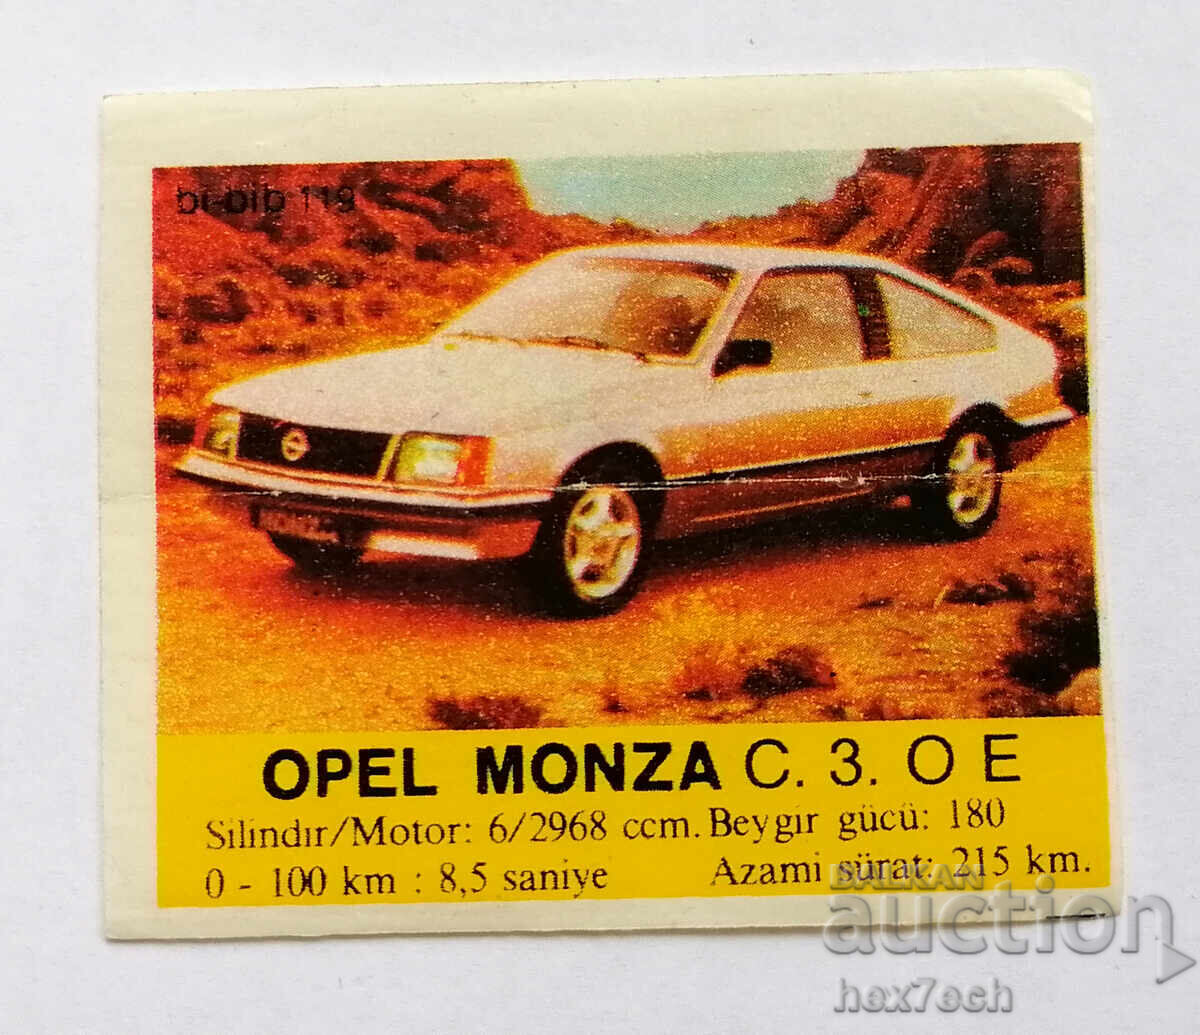 bi-bip 119
MONZA
OPEL MONZA C. 3. O E
Silindir/Motor: 6/2968 ccm. Beygir gücü: 180
0 - 100 km : 8,5 saniye Azami sürat: 215 km.
BALKAN
auction
hex7ech